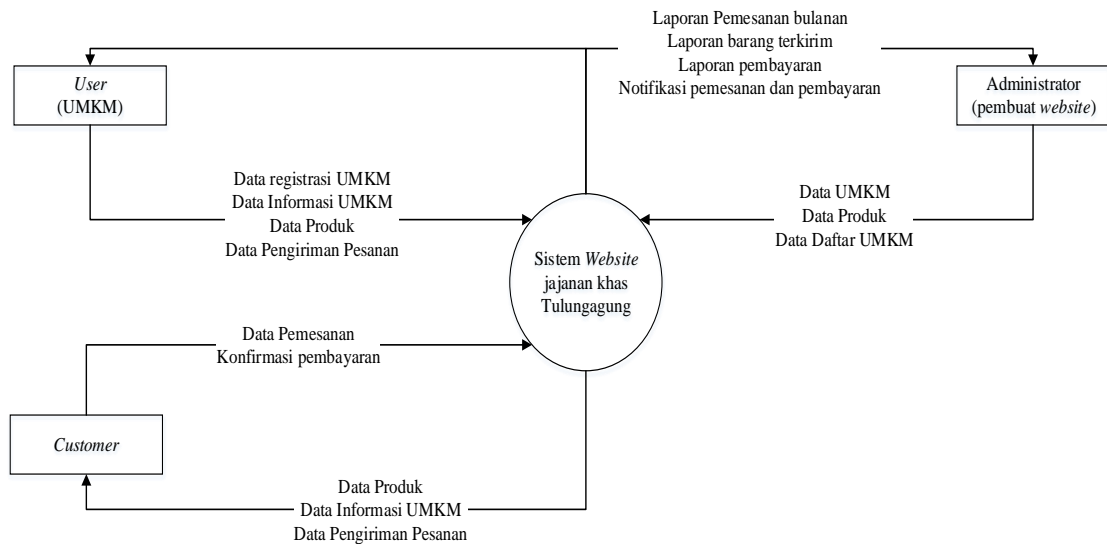 Laporan Pemesanan bulanan
Laporan barang terkirim
Laporan pembayaran
Notifikasi pemesanan dan pembayaran
User
(UMKM)
Administrator
(pembuat website)
Data registrasi UMKM
Data Informasi UMKM
Data Produk
Data Pengiriman Pesanan
Data UMKM
Data Produk
Data Daftar UMKM
Sistem Website
jajanan khas
Tulungagung
Data Pemesanan
Konfirmasi pembayaran
Customer
Data Produk
Data Informasi UMKM
Data Pengiriman Pesanan